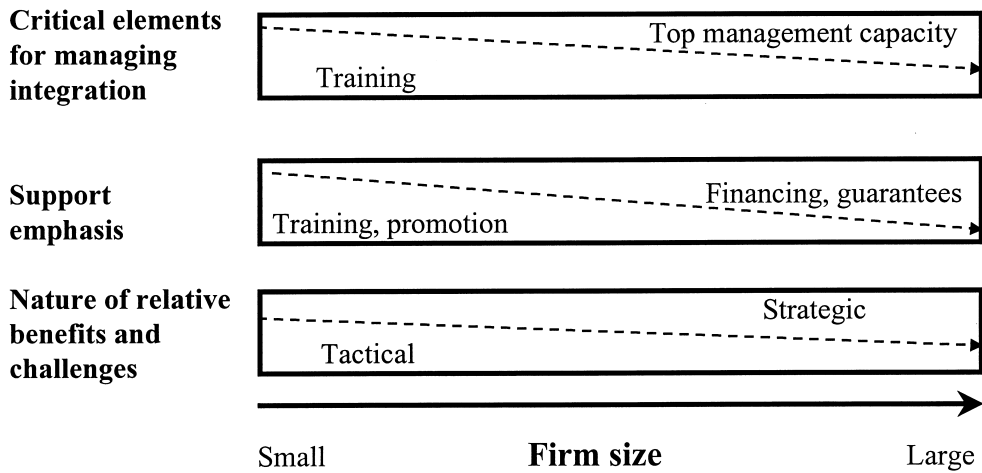 Critical elements
for managing
integration
Top management capacity
Training
Support
emphasis
Financing, guarantees
Training, promotion
Nature of relative
benefits and
challenges
Strategic
Tactical
Small
Firm size
Large